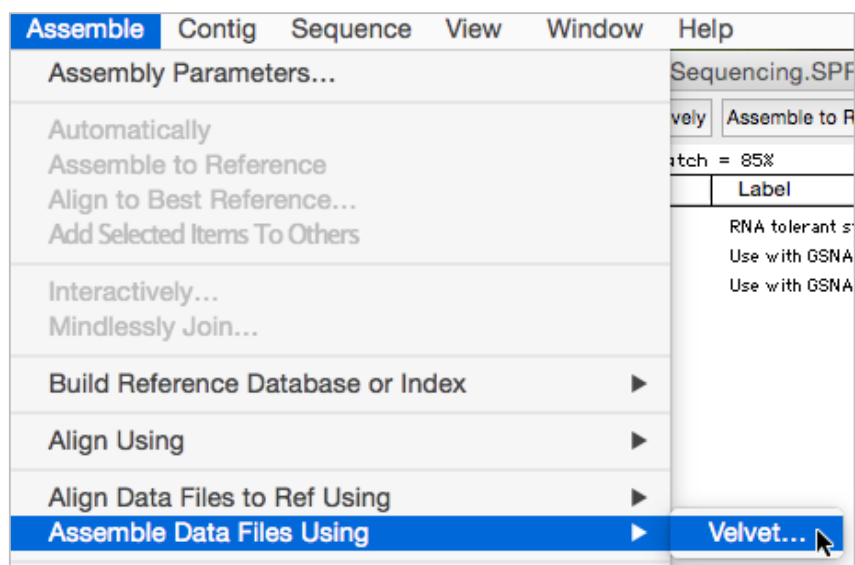 Assemble Contig Sequence View Window Help
Assembly Parameters...
Sequencing.SPF
Automatically
vely Assemble to R
Assemble to Reference
atch = 85%
Align to Best Reference...
Label
Add Selected Items To Others
RNA tolerant s
Use with GSNA
Interactively...
Use with GSNA
Mindlessly Join...
Build Reference Database or Index
Align Using
Align Data Files to Ref Using
Assemble Data Files Using
Velvet...